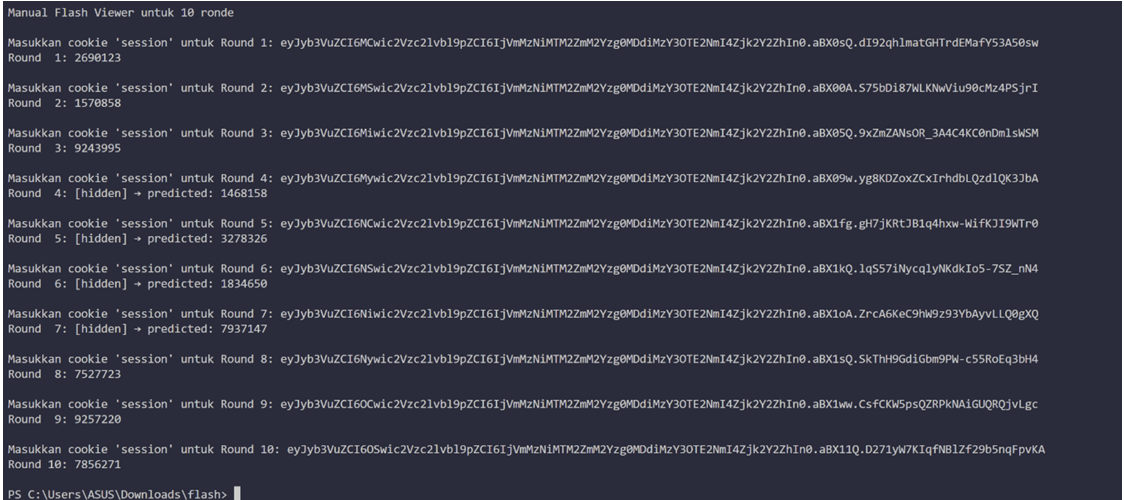 Manual Flash Viewer untuk 10 ronde
Masukkan cookie 'session' untuk Round 1: eyJyb3VuZCI6MCwic2Vzc2lvbl9pZCI6IjVmMzNiMTM2ZmM2Yzg0MDdiMzY3OTE2NmI4Zjk2Y2ZhIn0.aBX0sQ.dI92qhlmatGHTrdEMafY53A50sw
Round  1: 2690123
Masukkan cookie 'session' untuk Round 2: eyJyb3VuZCI6MSwic2Vzc2lvbl9pZCI6IjVmMzNiMTM2ZmM2Yzg0MDdiMzY3OTE2NmI4Zjk2Y2ZhIn0.aBX00A.S75bDi87WLKNwViu90cMz4PSjrI
Round  2: 1570858
Masukkan cookie 'session' untuk Round 3: eyJyb3VuZCI6Miwic2Vzc2lvbl9pZCI6IjVmMzNiMTM2ZmM2Yzg0MDdiMzY3OTE2NmI4Zjk2Y2ZhIn0.aBX05Q.9xZmZANsOR_3A4C4KC0nDmlsWSM
Round  3: 9243995
Masukkan cookie 'session' untuk Round 4: eyJyb3VuZCI6Mywic2Vzc2lvbl9pZCI6IjVmMzNiMTM2ZmM2Yzg0MDdiMzY3OTE2NmI4Zjk2Y2ZhIn0.aBX09w.yg8KDZoxZCxIrhdbLQzdlQK3JbA
Round  4: [hidden] → predicted: 1468158
Masukkan cookie 'session' untuk Round 5: eyJyb3VuZCI6NCwic2Vzc2lvbl9pZCI6IjVmMzNiMTM2ZmM2Yzg0MDdiMzY3OTE2NmI4Zjk2Y2ZhIn0.aBX1fg.gH7jKRtJB1q4hxw-WifKJI9WTr0
Round  5: [hidden] → predicted: 3278326
Masukkan cookie 'session' untuk Round 6: eyJyb3VuZCI6NSwic2Vzc2lvbl9pZCI6IjVmMzNiMTM2ZmM2Yzg0MDdiMzY3OTE2NmI4Zjk2Y2ZhIn0.aBX1kQ.lqS57iNycqlyNKdkIo5-7SZ_nN4
Round  6: [hidden] → predicted: 1834650
Masukkan cookie 'session' untuk Round 7: eyJyb3VuZCI6Niwic2Vzc2lvbl9pZCI6IjVmMzNiMTM2ZmM2Yzg0MDdiMzY3OTE2NmI4Zjk2Y2ZhIn0.aBX1oA.ZrcA6KeC9hW9z93YbAyvLLQ0gXQ
Round  7: [hidden] → predicted: 7937147
Masukkan cookie 'session' untuk Round 8: eyJyb3VuZCI6Nywic2Vzc2lvbl9pZCI6IjVmMzNiMTM2ZmM2Yzg0MDdiMzY3OTE2NmI4Zjk2Y2ZhIn0.aBX1sQ.SkThH9GdiGbm9PW-c55RoEq3bH4
Round  8: 7527723
Masukkan cookie 'session' untuk Round 9: eyJyb3VuZCI6OCwic2Vzc2lvbl9pZCI6IjVmMzNiMTM2ZmM2Yzg0MDdiMzY3OTE2NmI4Zjk2Y2ZhIn0.aBX1ww.CsfCKW5psQZRPkNAiGUQRQjvLgc
Round  9: 9257220
Masukkan cookie 'session' untuk Round 10: eyJyb3VuZCI6OSwic2Vzc2lvbl9pZCI6IjVmMzNiMTM2ZmM2Yzg0MDdiMzY3OTE2NmI4Zjk2Y2ZhIn0.aBX11Q.D271yW7KIqfNBlZf29b5nqFpvKA
Round 10: 7856271
PS C:\Users\ASUS\Downloads\flash>